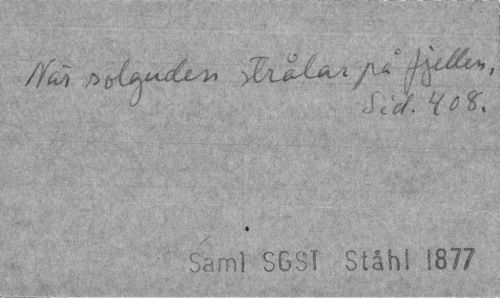 När solguden strålar på fjellen,
Sid. 408.
Saml SGST Ståhl 1877